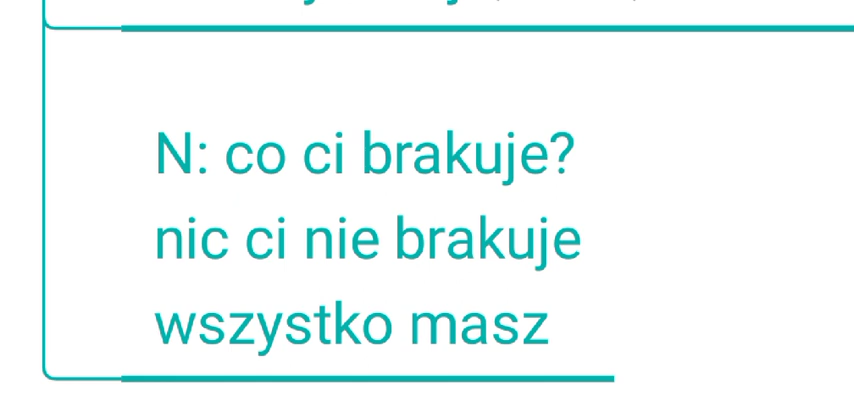 N: co ci brakuje?
nic ci nie brakuje
wszystko masz